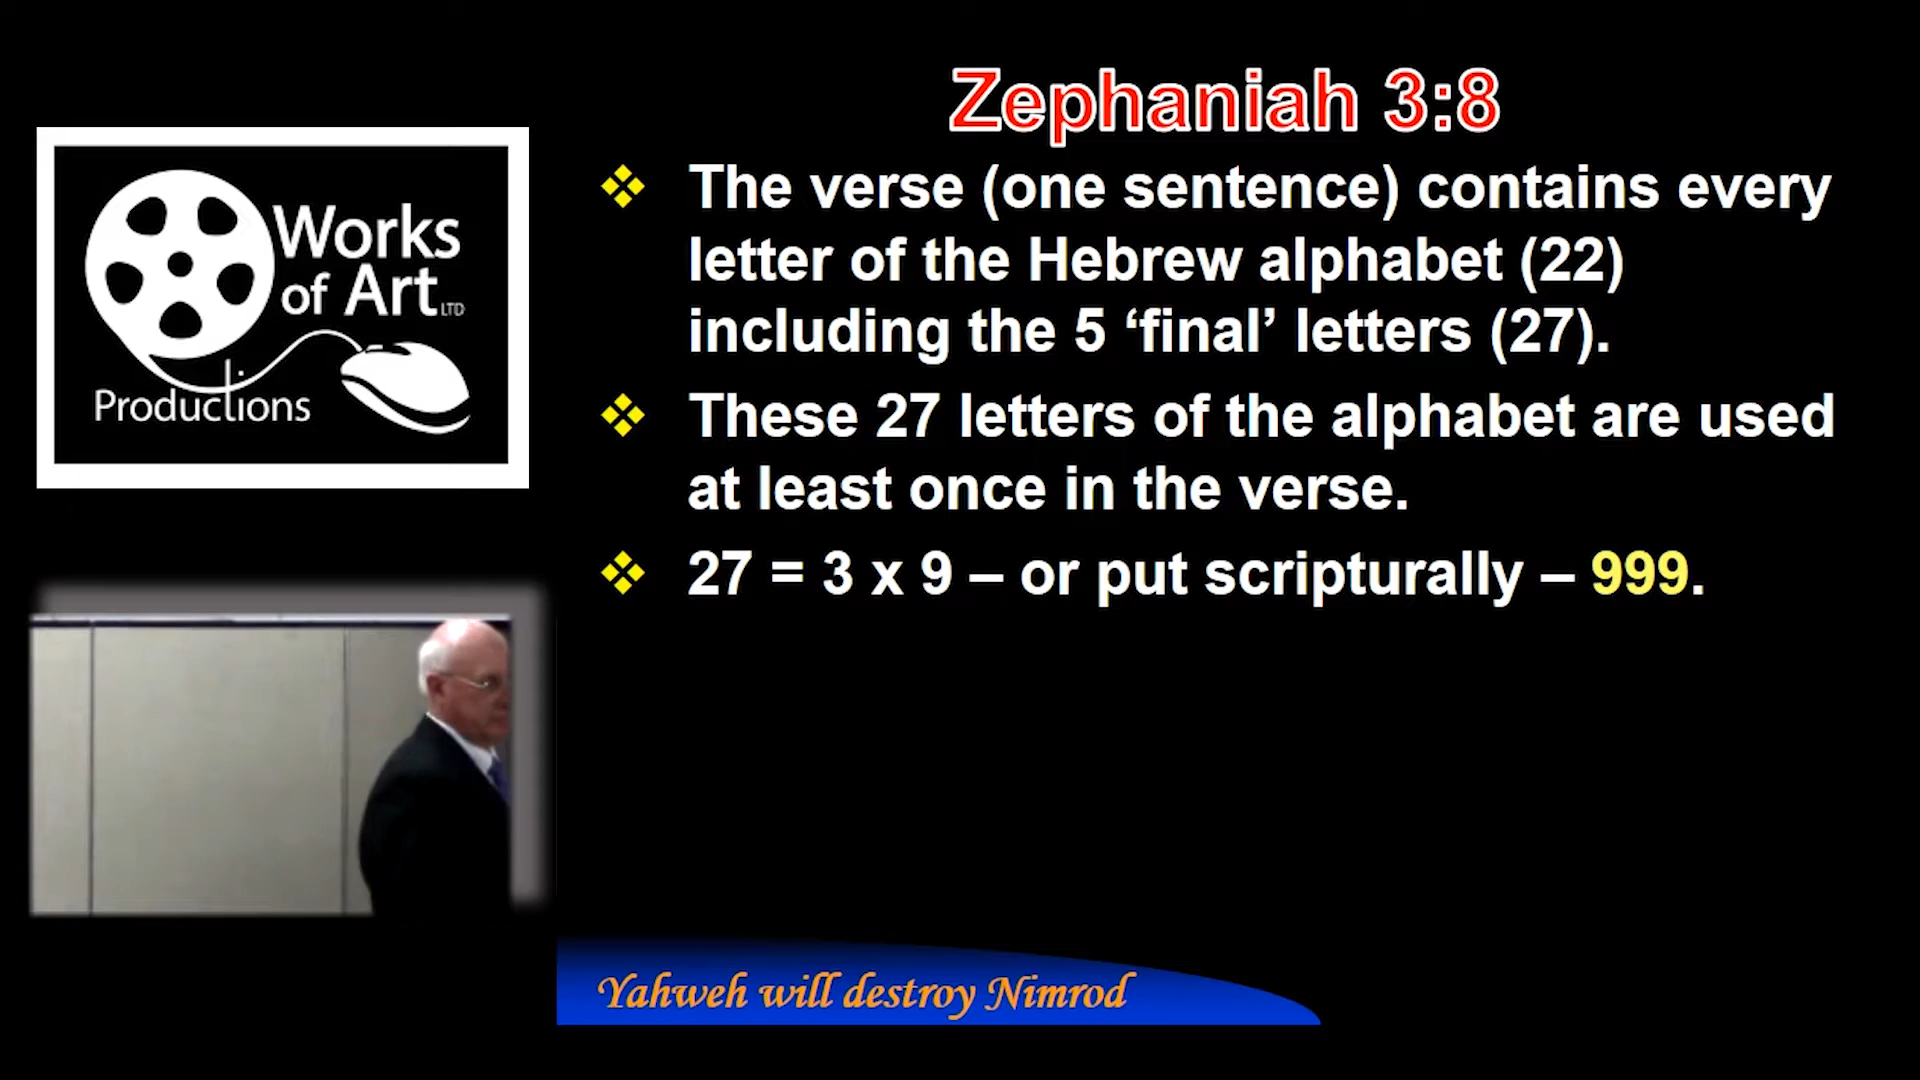 Zephaniah 3:8
❖ The verse (one sentence) contains every
letter of the Hebrew alphabet (22)
including the 5 ‘final’ letters (27).
❖ These 27 letters of the alphabet are used
at least once in the verse.
❖ 27 = 3 x 9 – or put scripturally – 999.
Works
of Art LTD
Productions
Yahweh will destroy Nimrod